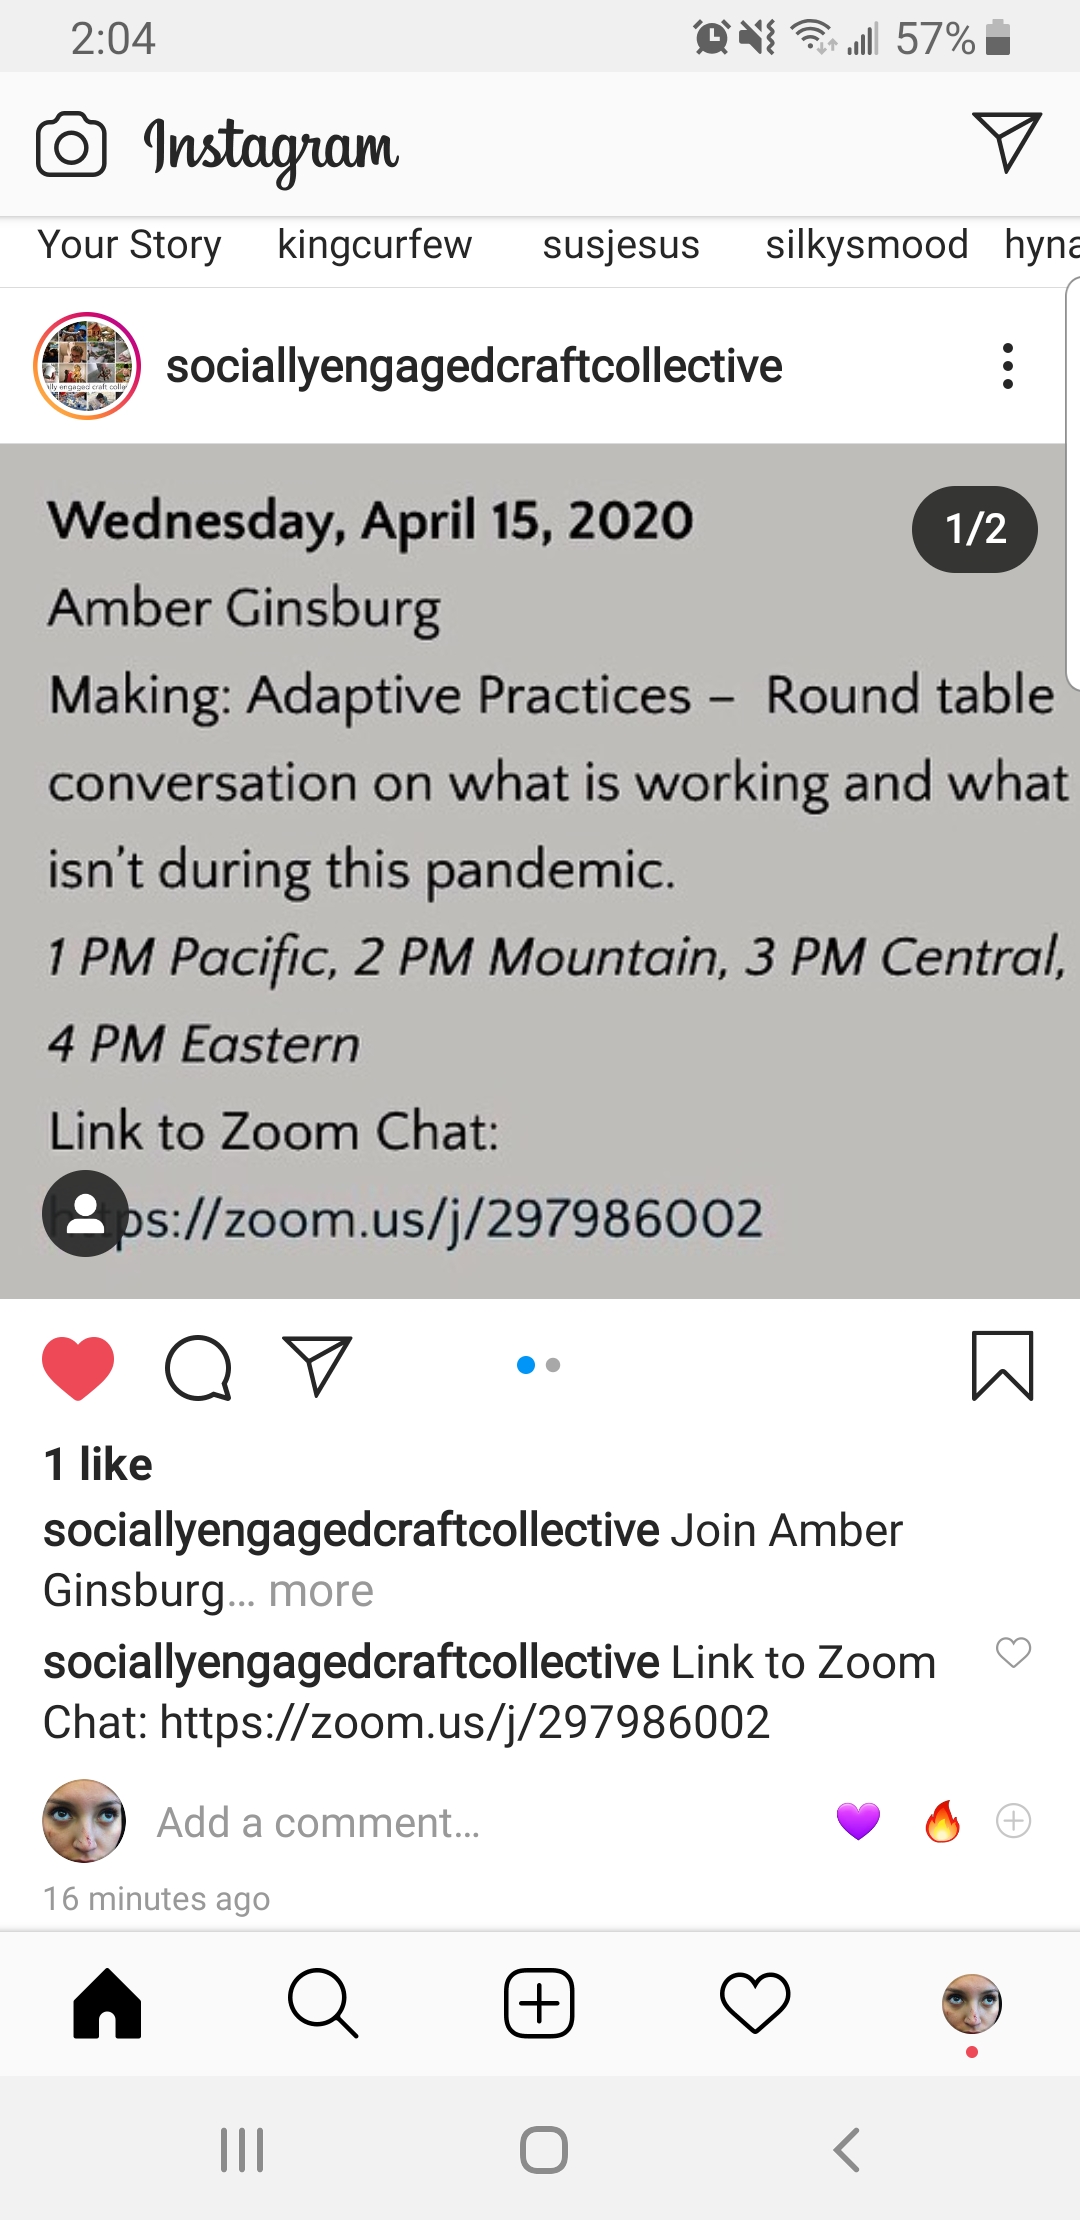 2:04 57%
Instagram
Your Story kingcurfew susjesus silkysmood hyna
sociallyengagedcraftcollective
Wednesday, April 15, 2020
1/2
Amber Ginsburg
Making: Adaptive Practices – Round table
conversation on what is working and what
isn't during this pandemic.
1 PM Pacific, 2 PM Mountain, 3 PM Central,
4 PM Eastern
Link to Zoom Chat:
https://zoom.us/j/297986002
1 like
sociallyengagedcraftcollective Join Amber
Ginsburg... more
sociallyengagedcraftcollective Link to Zoom
Chat: https://zoom.us/j/297986002
Add a comment...
16 minutes ago